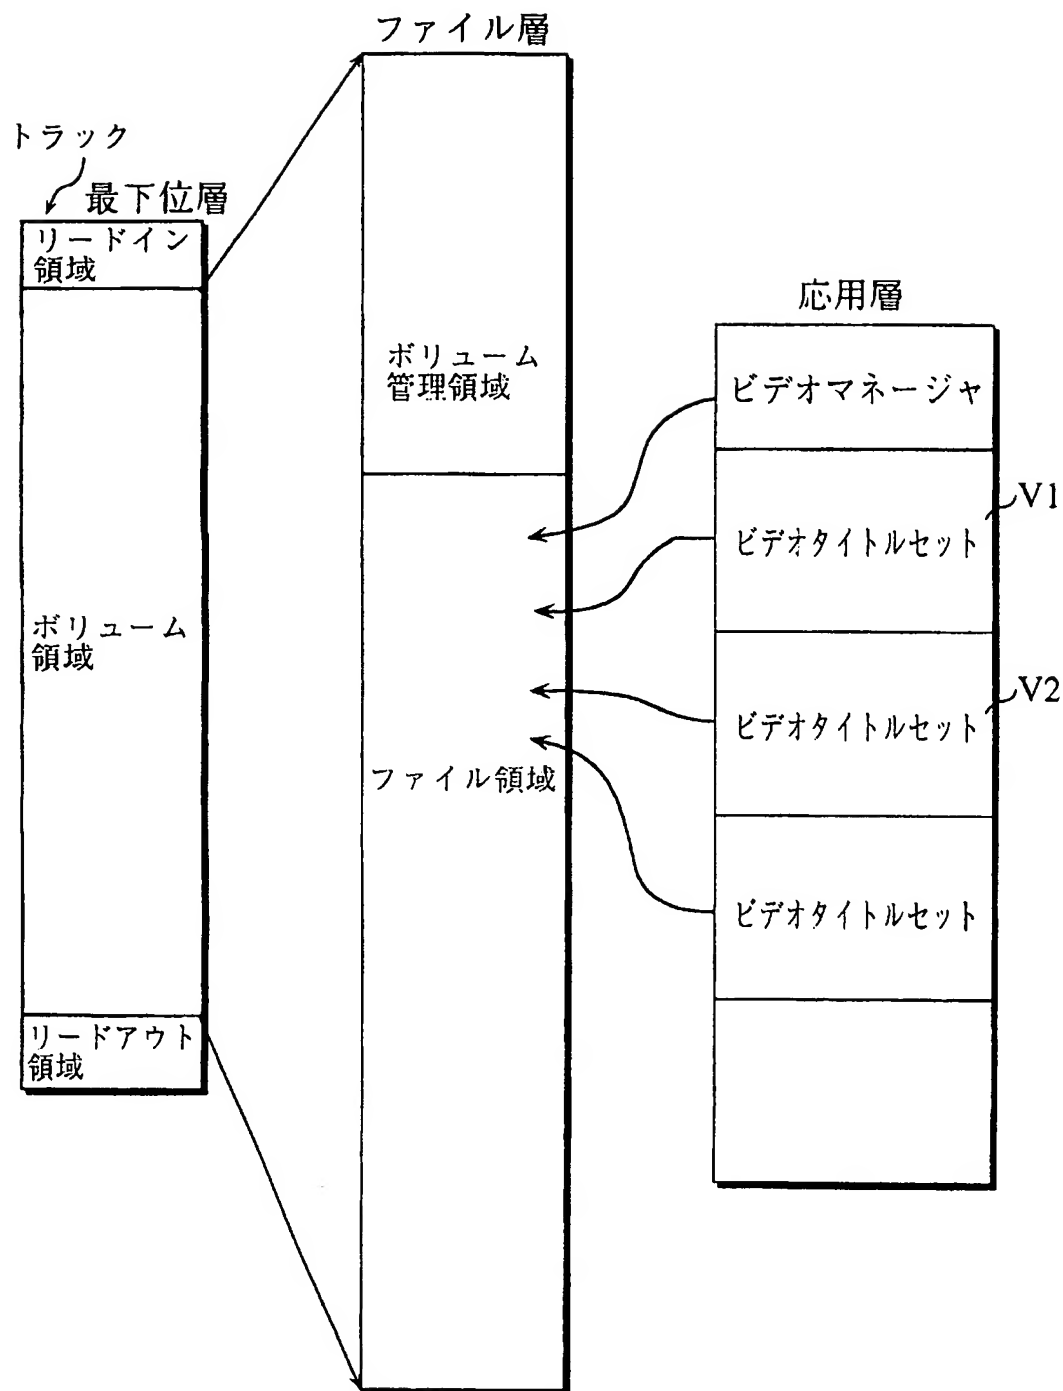 ファイル層
トラック
最下位層
リードイン
領域
ボリューム
領域
リードアウト
領域
ボリューム
管理領域
ファイル領域
応用層
ビデオマネージャ
ビデオタイトルセット
V1
ビデオタイトルセット
V2
ビデオタイトルセット